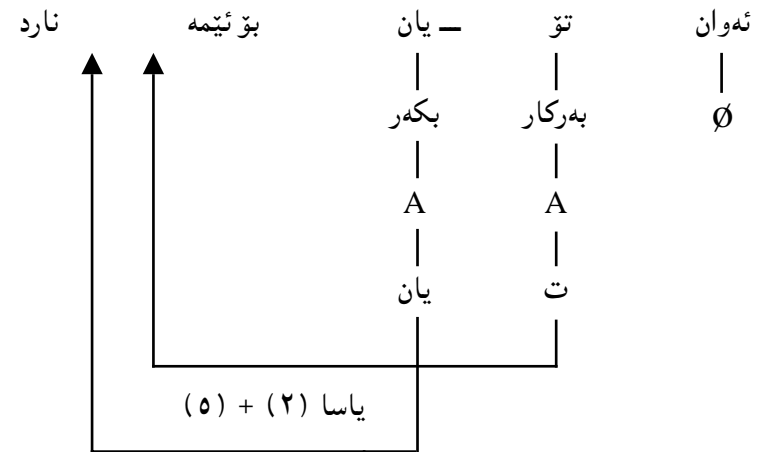 ئەوان تۆ ـ یان بۆ ئێمە نارد
Ø بەرکار بکەر
A A
ت یان
یاسا (٢) + (٥)